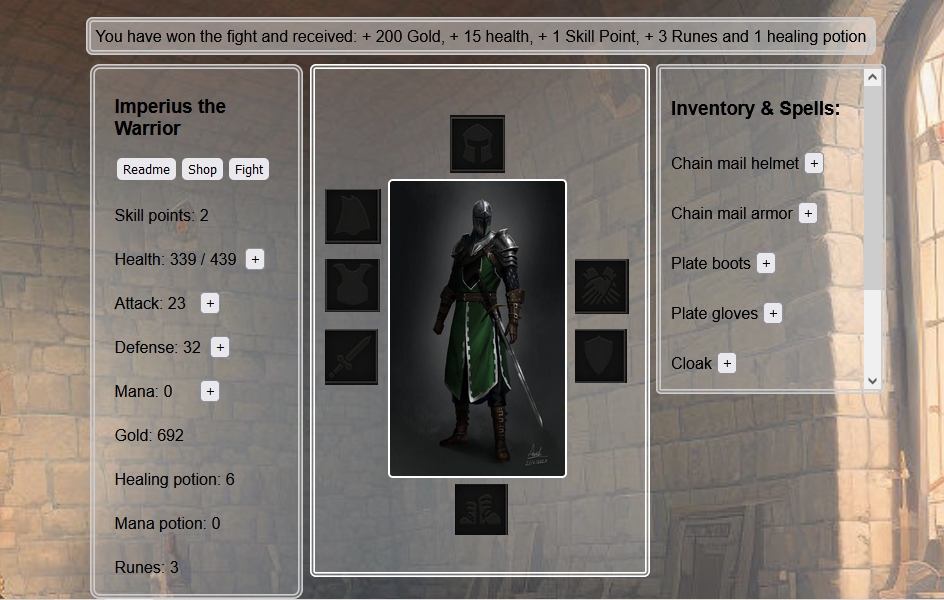 You have won the fight and received: + 200 Gold, + 15 health, + 1 Skill Point, + 3 Runes and 1 healing potion
Imperius the
Warrior
Readme Shop Fight
Skill points: 2
Health: 339 / 439 +
Attack: 23 +
Defense: 32 +
Mana: 0 +
Gold: 692
Healing potion: 6
Mana potion: 0
Runes: 3
Inventory & Spells:
Chain mail helmet +
Chain mail armor +
Plate boots +
Plate gloves +
Cloak +